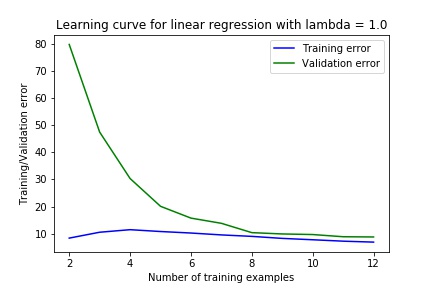 Learning curve for linear regression with lambda = 1.0
Training error
Validation error
Training/Validation error
80
70
60
50
40
30
20
10
2
4
6
8
10
12
Number of training examples